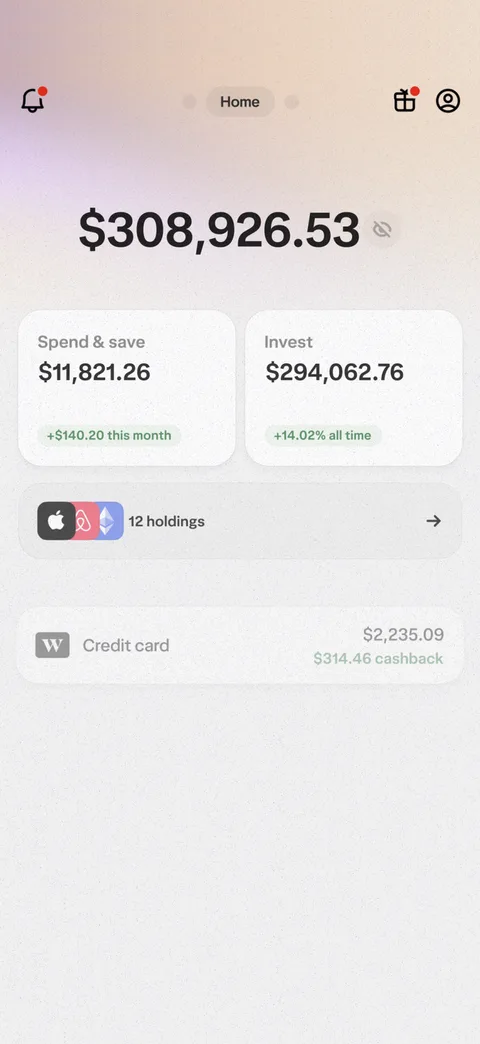 Home
$308,926.53
Spend & save
$11,821.26
+$140.20 this month
Invest
$294,062.76
+14.02% all time
12 holdings
W
Credit card
$2,235.09
$314.46 cashback